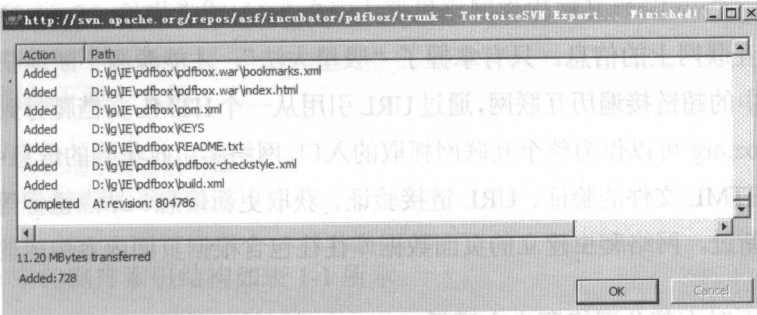 http://svn.apache.org/repos/asf/incubator/pdfbox/trunk - TortoiseSVN Export... Finished!
Action Path
Added D:\lg\IE\pdfbox\pdfbox.war\bookmarks.xml
Added D:\lg\IE\pdfbox\pdfbox.war\index.html
Added D:\lg\IE\pdfbox\pom.xml
Added D:\lg\IE\pdfbox\KEYS
Added D:\lg\IE\pdfbox\README.txt
Added D:\lg\IE\pdfbox\pdfbox-checkstyle.xml
Added D:\lg\IE\pdfbox\build.xml
Completed At revision: 804786
11.20 MBytes transferred
Added:728
OK Cancel